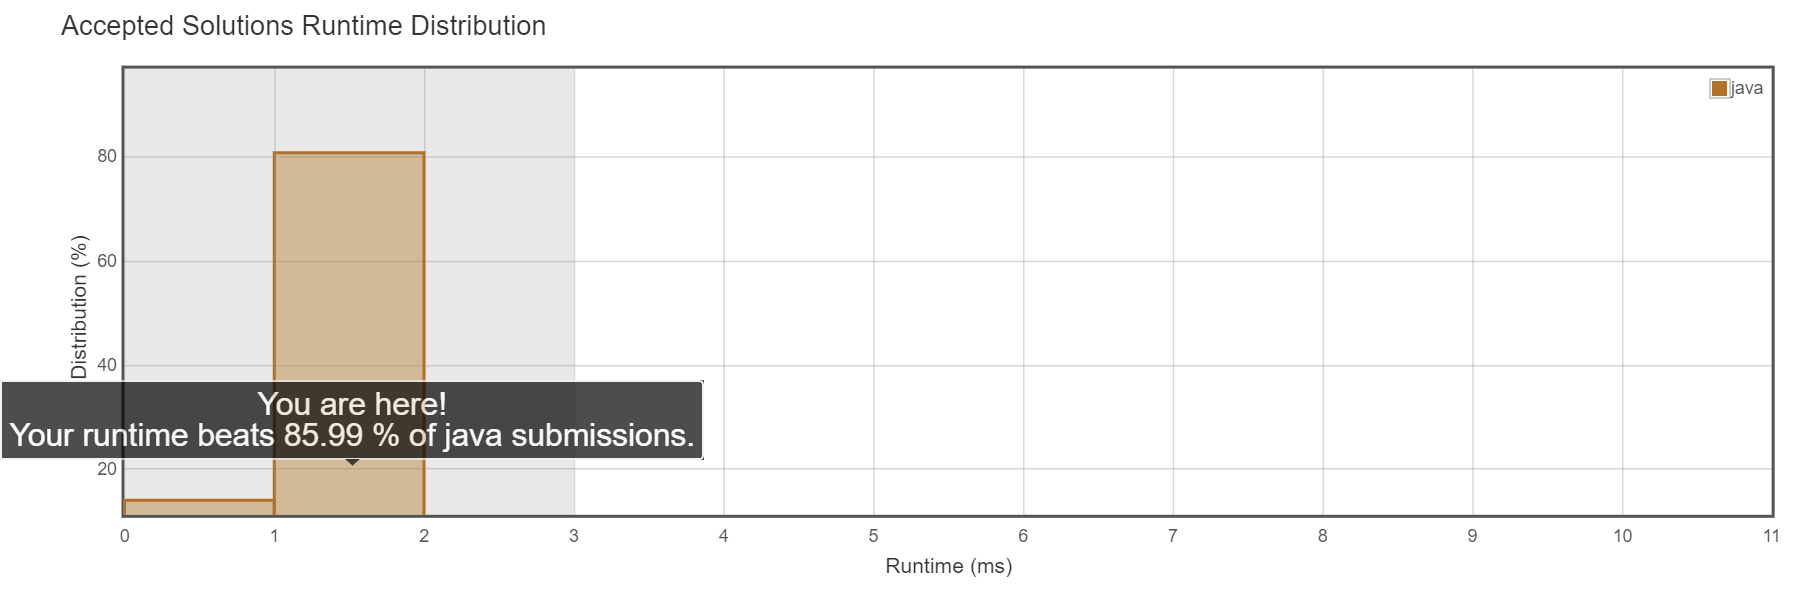 Accepted Solutions Runtime Distribution
java
80
60
40
20
Distribution (%)
You are here!
Your runtime beats 85.99 % of java submissions.
0 1 2 3 4 5 6 7 8 9 10 11
Runtime (ms)